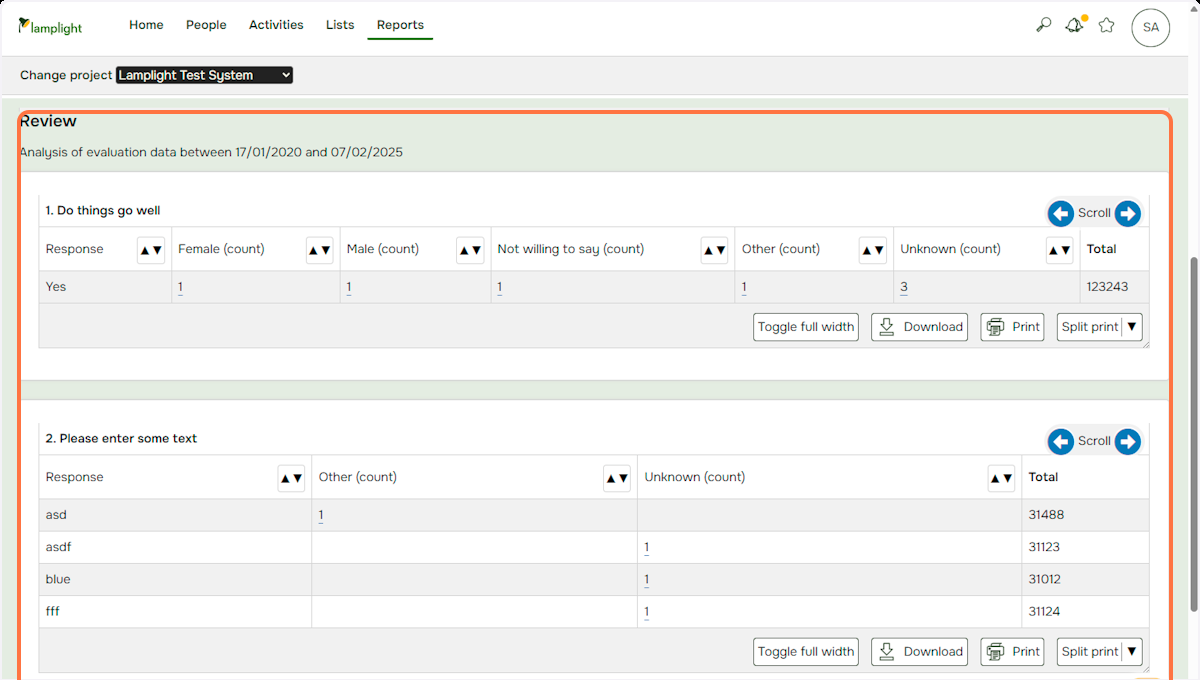 lamplight Home People Activities Lists Reports SA
Change project Lamplight Test System
Review
Analysis of evaluation data between 17/01/2020 and 07/02/2025
1. Do things go well Scroll
Response ▲▼ Female (count) ▲▼ Male (count) ▲▼ Not willing to say (count) ▲▼ Other (count) ▲▼ Unknown (count) ▲▼ Total
Yes 1 1 1 1 3 123243
Toggle full width Download Print Split print ▼
2. Please enter some text Scroll
Response ▲▼ Other (count) ▲▼ Unknown (count) ▲▼ Total
asd 1 31488
asdf 1 31123
blue 1 31012
fff 1 31124
Toggle full width Download Print Split print ▼